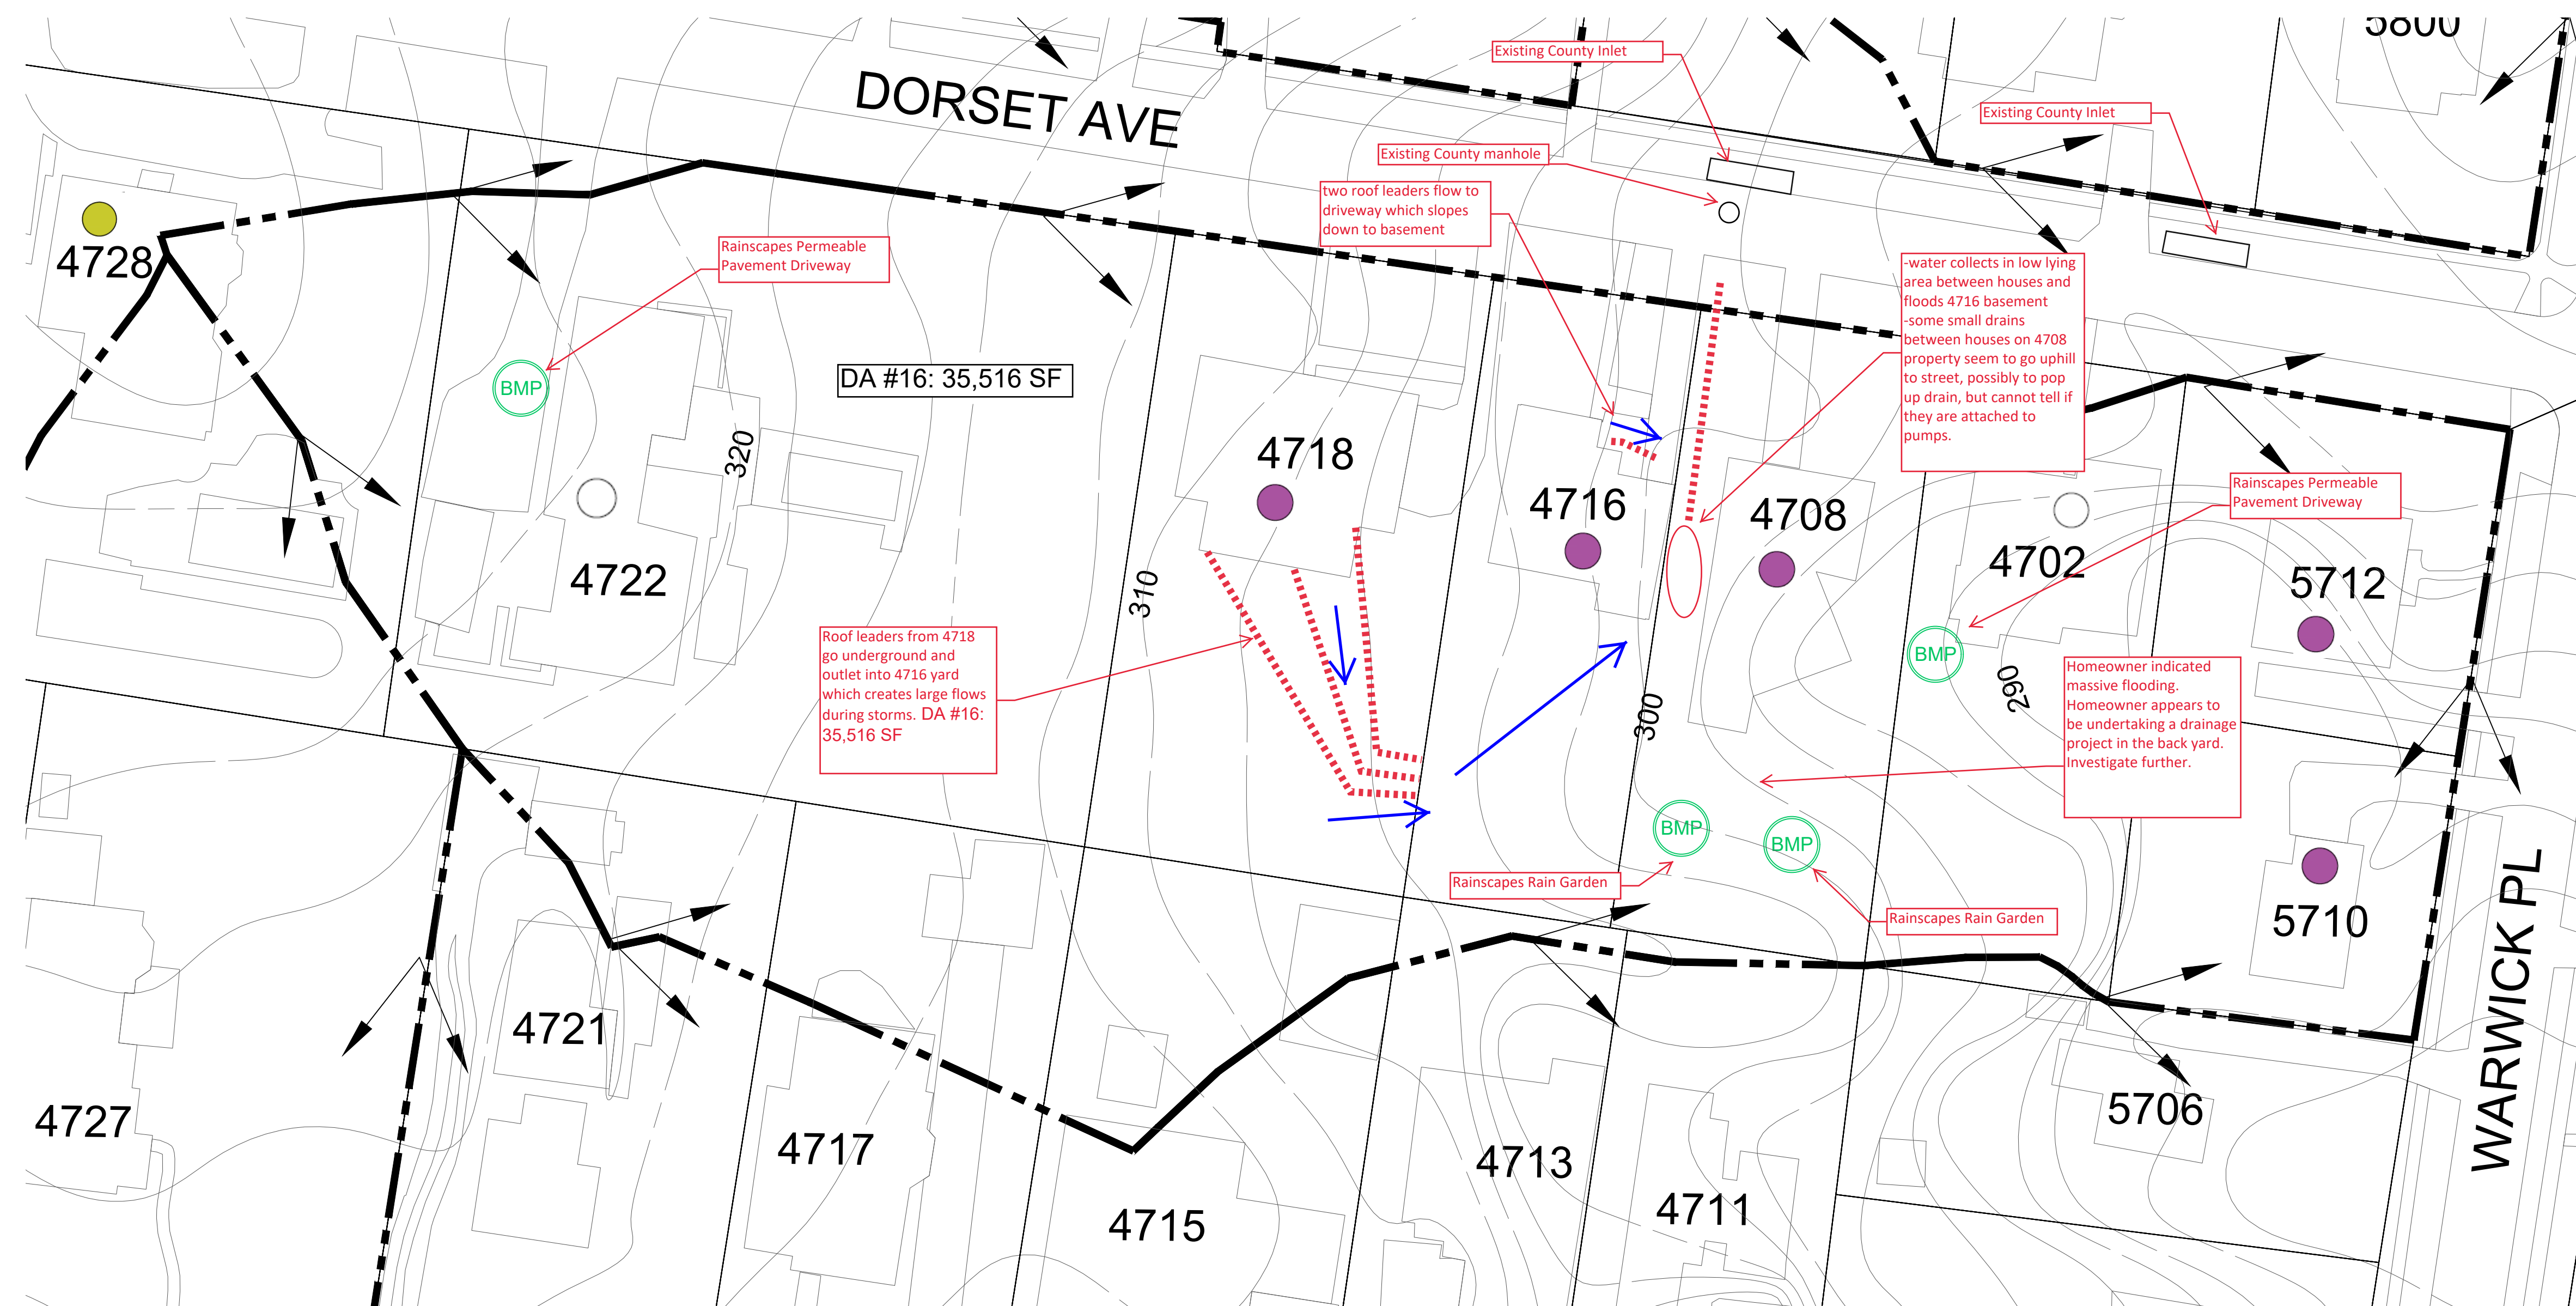 5800
DORSET AVE
Existing County Inlet
Existing County Inlet
Existing County manhole
two roof leaders flow to
driveway which slopes
down to basement
4728
Rainscapes Permeable
Pavement Driveway
-water collects in low lying
area between houses and
floods 4716 basement
-some small drains
between houses on 4708
property seem to go uphill
to street, possibly to pop
up drain, but cannot tell if
they are attached to
pumps.
BMP
DA #16: 35,516 SF
320
4718
4716
4708
4702
Rainscapes Permeable
Pavement Driveway
4722
310
5712
Roof leaders from 4718
go underground and
outlet into 4716 yard
which creates large flows
during storms. DA #16:
35,516 SF
BMP
290
300
Homeowner indicated
massive flooding.
Homeowner appears to
be undertaking a drainage
project in the back yard.
Investigate further.
BMP
BMP
Rainscapes Rain Garden
Rainscapes Rain Garden
5710
WARWICK PL
4721
4727
4717
4715
4713
4711
5706